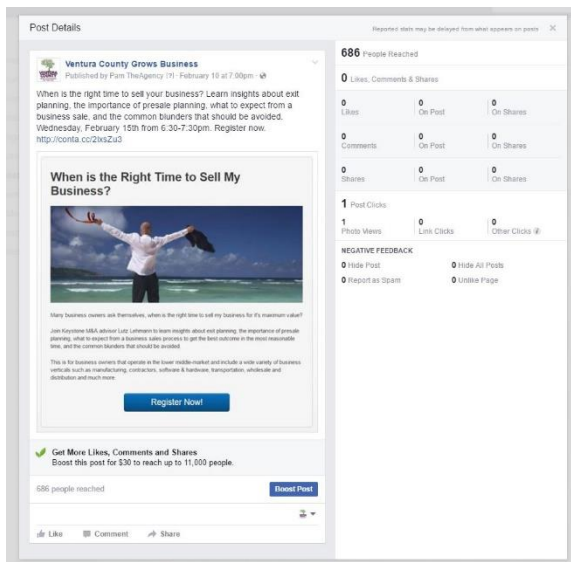 Post Details
Reported stats may be delayed from what appears on posts
Ventura County Grows Business
Published by Pam TheAgency [?] · February 10 at 7:00pm ·
When is the right time to sell your business? Learn insights about exit
planning, the importance of presale planning, what to expect from a
business sale, and the common blunders that should be avoided.
Wednesday, February 15th from 6:30-7:30pm. Register now.
http://conta.cc/2lxsZu3
When is the Right Time to Sell My
Business?
Many business owners ask themselves, when is the right time to sell my business for it's maximum value?
Join Keystone M&A advisor Lutz Lehmann to learn insights about exit planning, the importance of presale
planning, what to expect from a business sales process to get the best outcome in the most reasonable
time, and the common blunders that should be avoided.
This is for business owners that operate in the lower middle-market and include a wide variety of business
verticals such as manufacturing, contractors, software & hardware, transportation, wholesale and
distribution and much more
Register Now!
Get More Likes, Comments and Shares
Boost this post for $30 to reach up to 11,000 people.
686 people reached
Boost Post
Like Comment Share
686 People Reached
0 Likes, Comments & Shares
0 0 0
Likes On Post On Shares
0 0 0
Comments On Post On Shares
0 0 0
Shares On Post On Shares
1 Post Clicks
1 0 0
Photo Views Link Clicks Other Clicks
NEGATIVE FEEDBACK
0 Hide Post 0 Hide All Posts
0 Report as Spam 0 Unlike Page